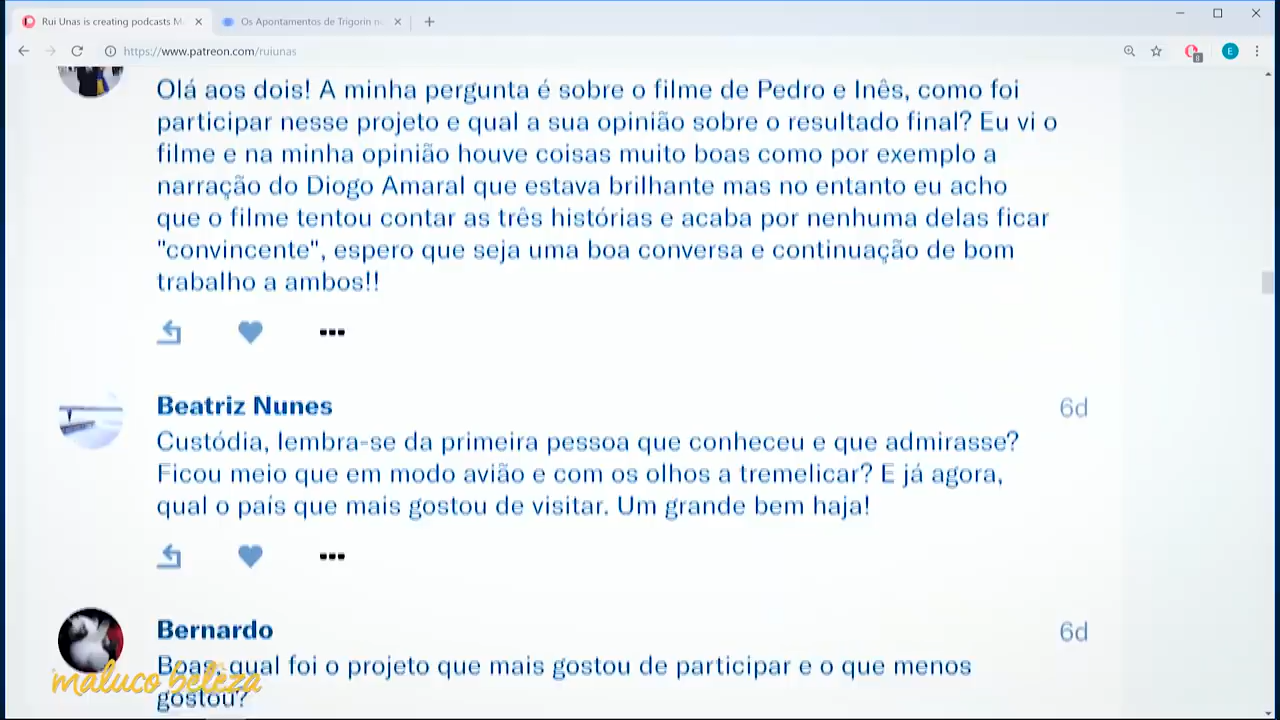 Rui Unas is creating podcasts M
Os Apontamentos de Trigorin n
https://www.patreon.com/ruiunas
8
E
Olá aos dois! A minha pergunta é sobre o filme de Pedro e Inês, como foi
participar nesse projeto e qual a sua opinião sobre o resultado final? Eu vi o
filme e na minha opinião houve coisas muito boas como por exemplo a
narração do Diogo Amaral que estava brilhante mas no entanto eu acho
que o filme tentou contar as três histórias e acaba por nenhuma delas ficar
"convincente", espero que seja uma boa conversa e continuação de bom
trabalho a ambos!!
Beatriz Nunes
6d
Custódia, lembra-se da primeira pessoa que conheceu e que admirasse?
Ficou meio que em modo avião e com os olhos a tremelicar? E já agora,
qual o país que mais gostou de visitar. Um grande bem haja!
Bernardo
6d
Boas, qual foi o projeto que mais gostou de participar e o que menos
gostou?
maluco beleza